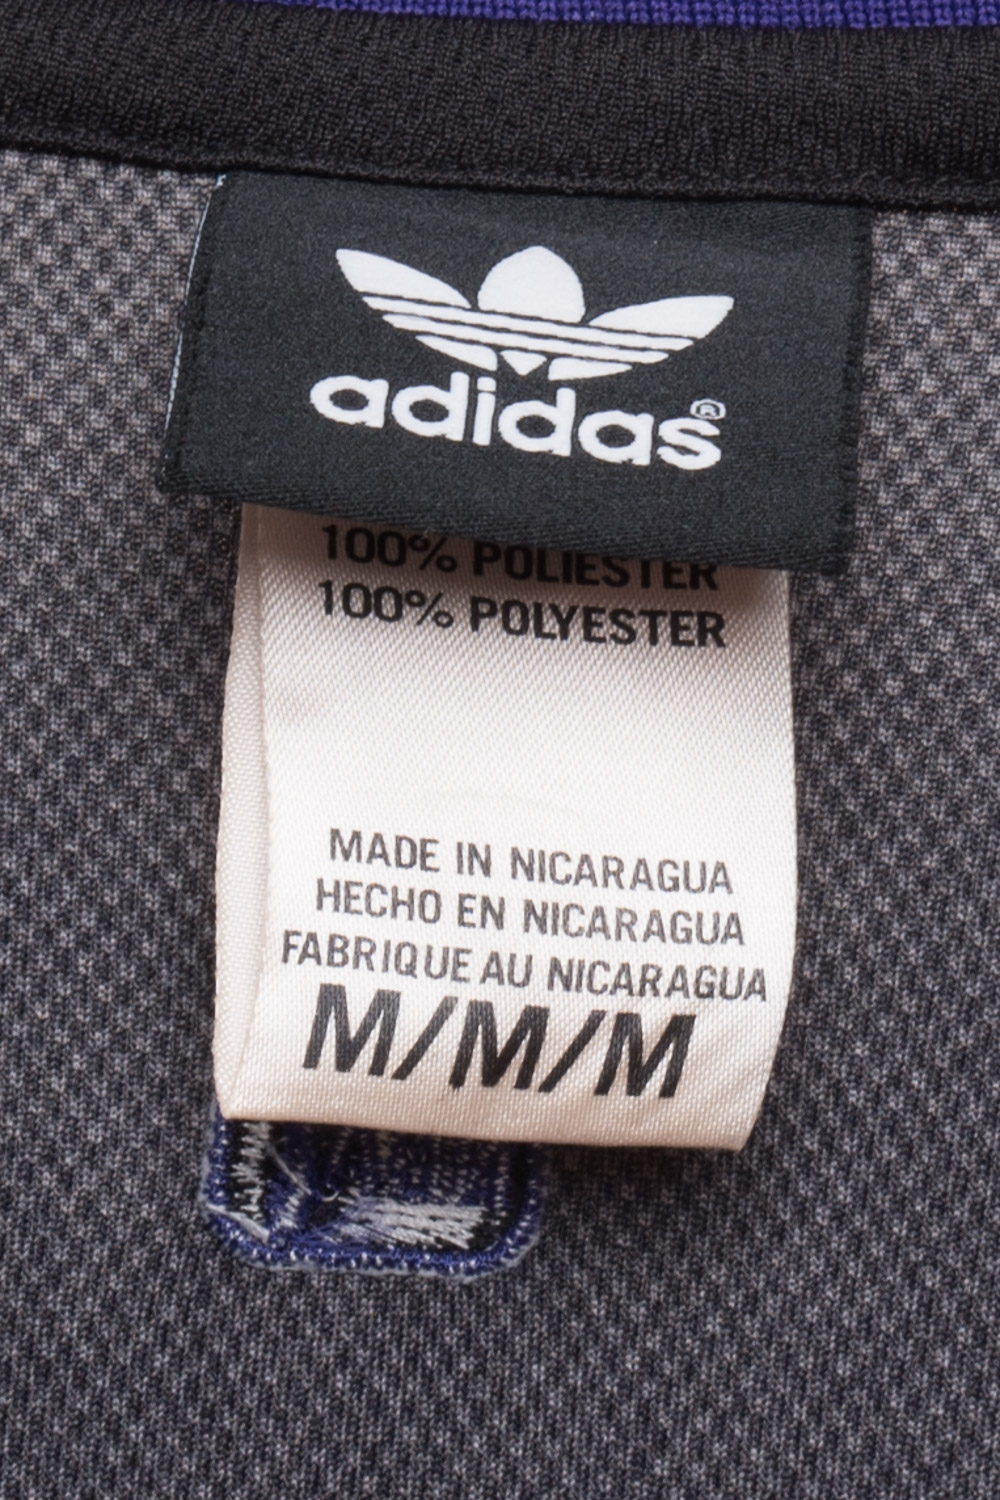 adidas®
100% POLIESTER
100% POLYESTER
MADE IN NICARAGUA
HECHO EN NICARAGUA
FABRIQUE AU NICARAGUA
M/M/M